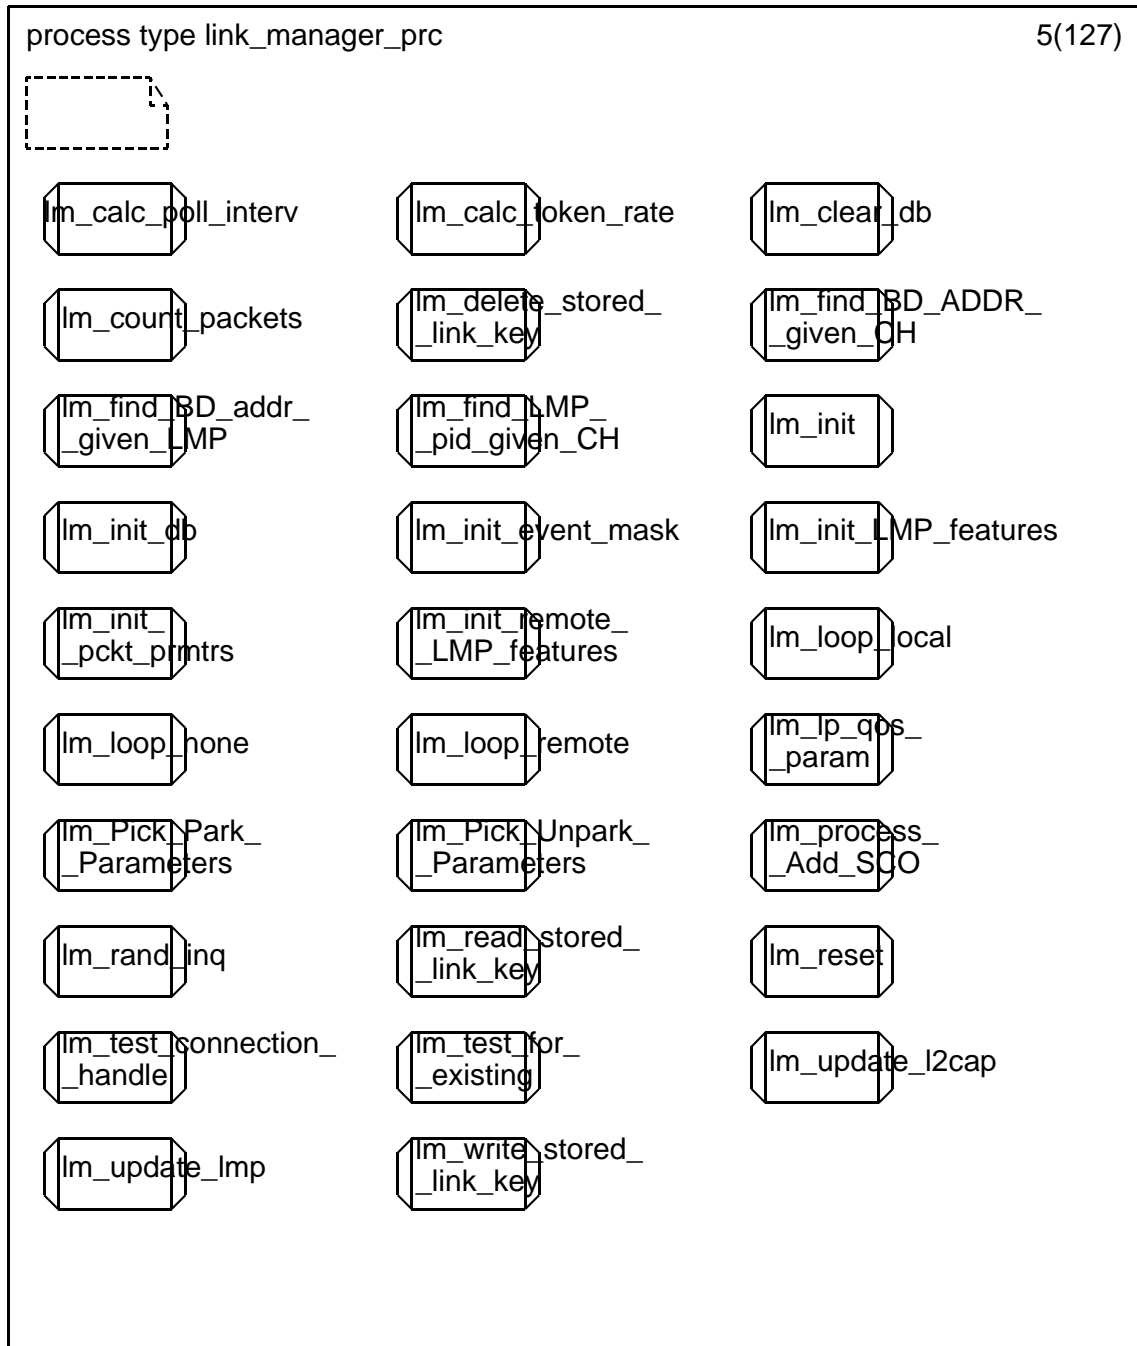 process type link_manager_prc
5(127)
lm_calc_poll_interv
lm_calc_token_rate
lm_clear_db
lm_count_packets
lm_delete_stored_
_link_key
lm_find_BD_ADDR_
_given_CH
lm_find_BD_addr_
_given_LMP
lm_find_LMP_
_pid_given_CH
lm_init
lm_init_db
lm_init_event_mask
lm_init_LMP_features
lm_init_
_pckt_prmtrs
lm_init_remote_
_LMP_features
lm_loop_local
lm_loop_none
lm_loop_remote
lm_lp_qos_
_param
lm_Pick_Park_
_Parameters
lm_Pick_Unpark_
_Parameters
lm_process_
_Add_SCO
lm_rand_inq
lm_read_stored_
_link_key
lm_reset
lm_test_connection_
_handle
lm_test_for_
_existing
lm_update_l2cap
lm_update_lmp
lm_write_stored_
_link_key